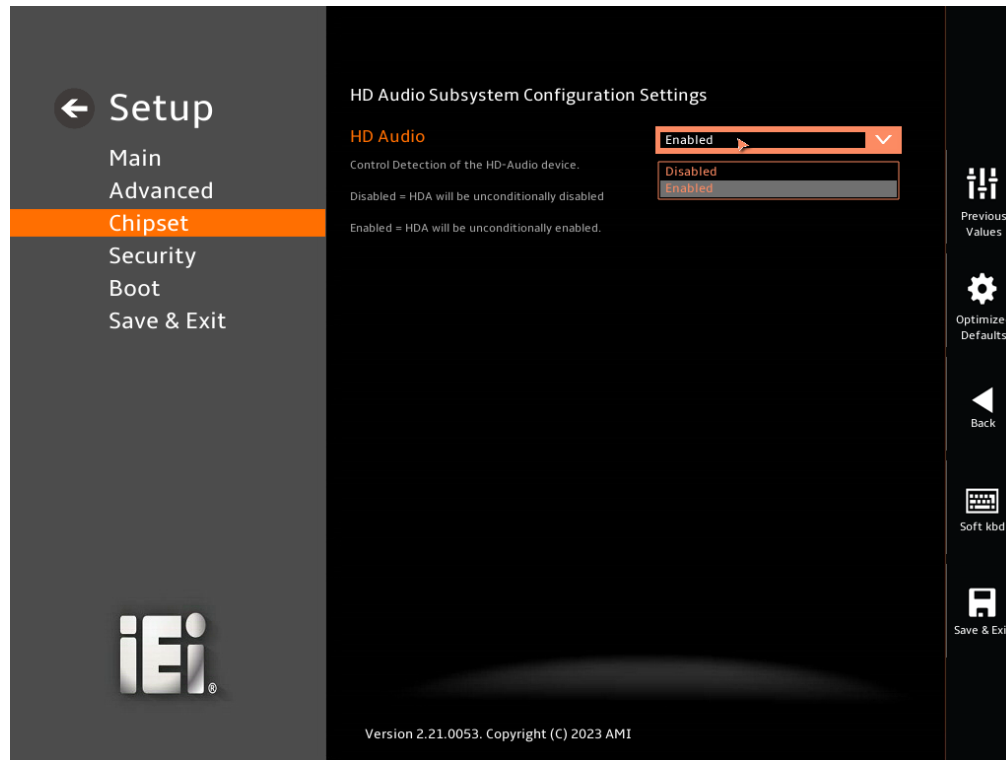 Setup
Main
Advanced
Chipset
Security
Boot
Save & Exit
iEi®
HD Audio Subsystem Configuration Settings
HD Audio
Enabled
Control Detection of the HD-Audio device.
Disabled = HDA will be unconditionally disabled
Enabled = HDA will be unconditionally enabled.
Disabled
Enabled
Version 2.21.0053. Copyright (C) 2023 AMI
Previous
Values
Optimize
Defaults
Back
Soft kbd
Save & Exi